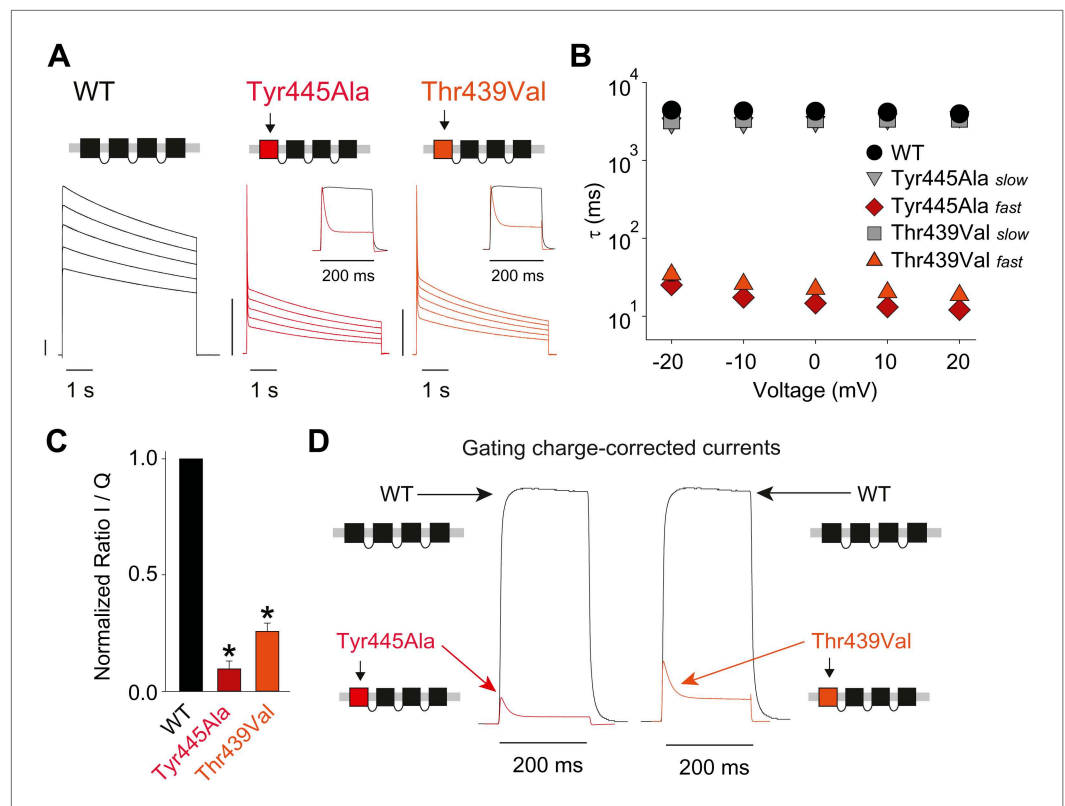 A
WT
Tyr445Ala
Thr439Val
200 ms
200 ms
1 s
1 s
1 s
B
τ (ms)
10⁴
10³
10²
10¹
-20
-10
0
10
20
Voltage (mV)
WT
Tyr445Ala slow
Tyr445Ala fast
Thr439Val slow
Thr439Val fast
C
Normalized Ratio I / Q
1.0
0.5
0.0
*
*
WT
Tyr445Ala
Thr439Val
D
Gating charge-corrected currents
WT
WT
Tyr445Ala
Thr439Val
200 ms
200 ms